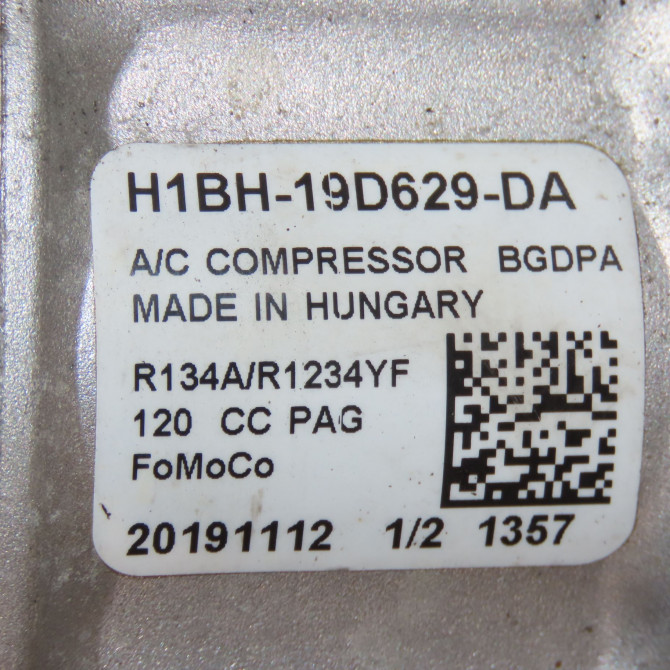 H1BH-19D629-DA
A/C COMPRESSOR BGDPA
MADE IN HUNGARY
R134A/R1234YF
120 CC PAG
FoMoCo
20191112 1/2 1357